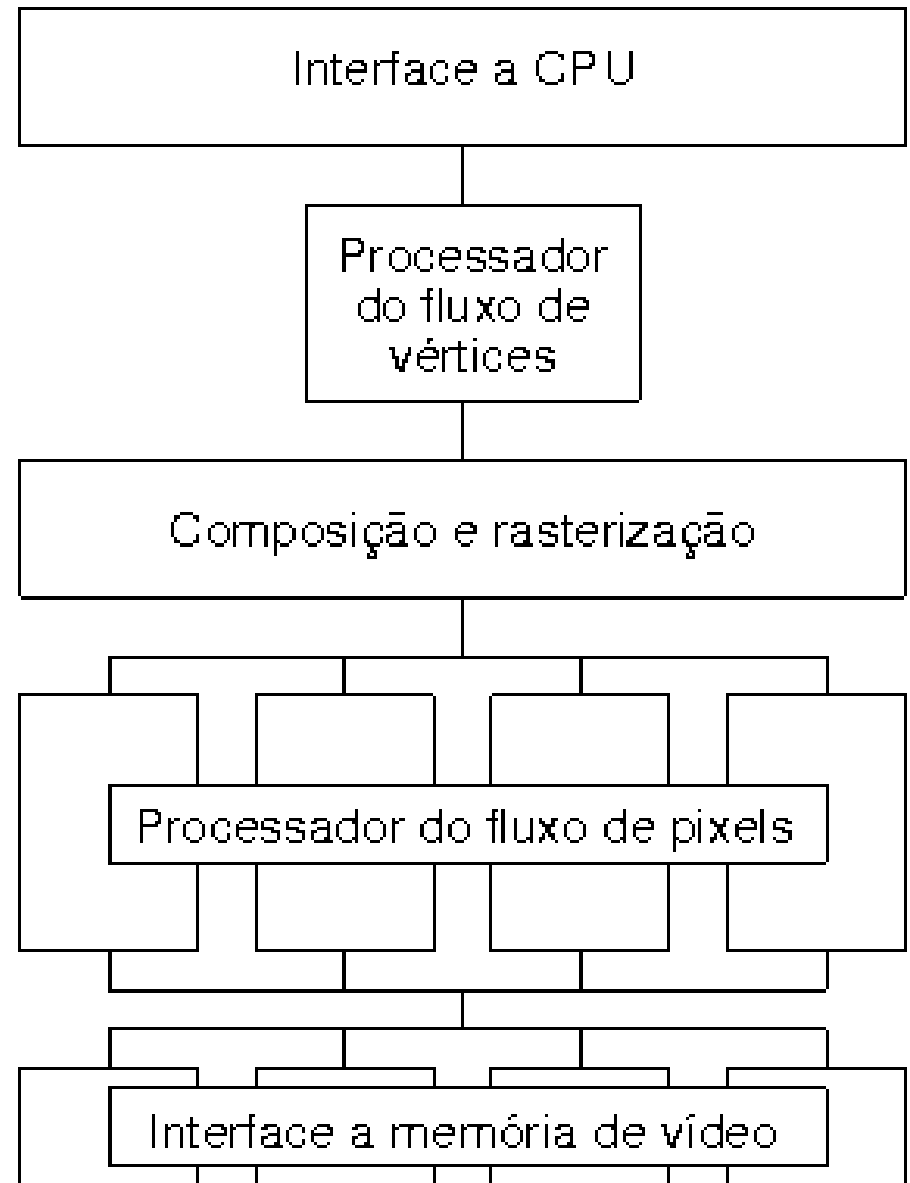 Interface a CPU
Processador
do fluxo de
vértices
Composição e rasterização
Processador do fluxo de pixels
Interface a memória de vídeo